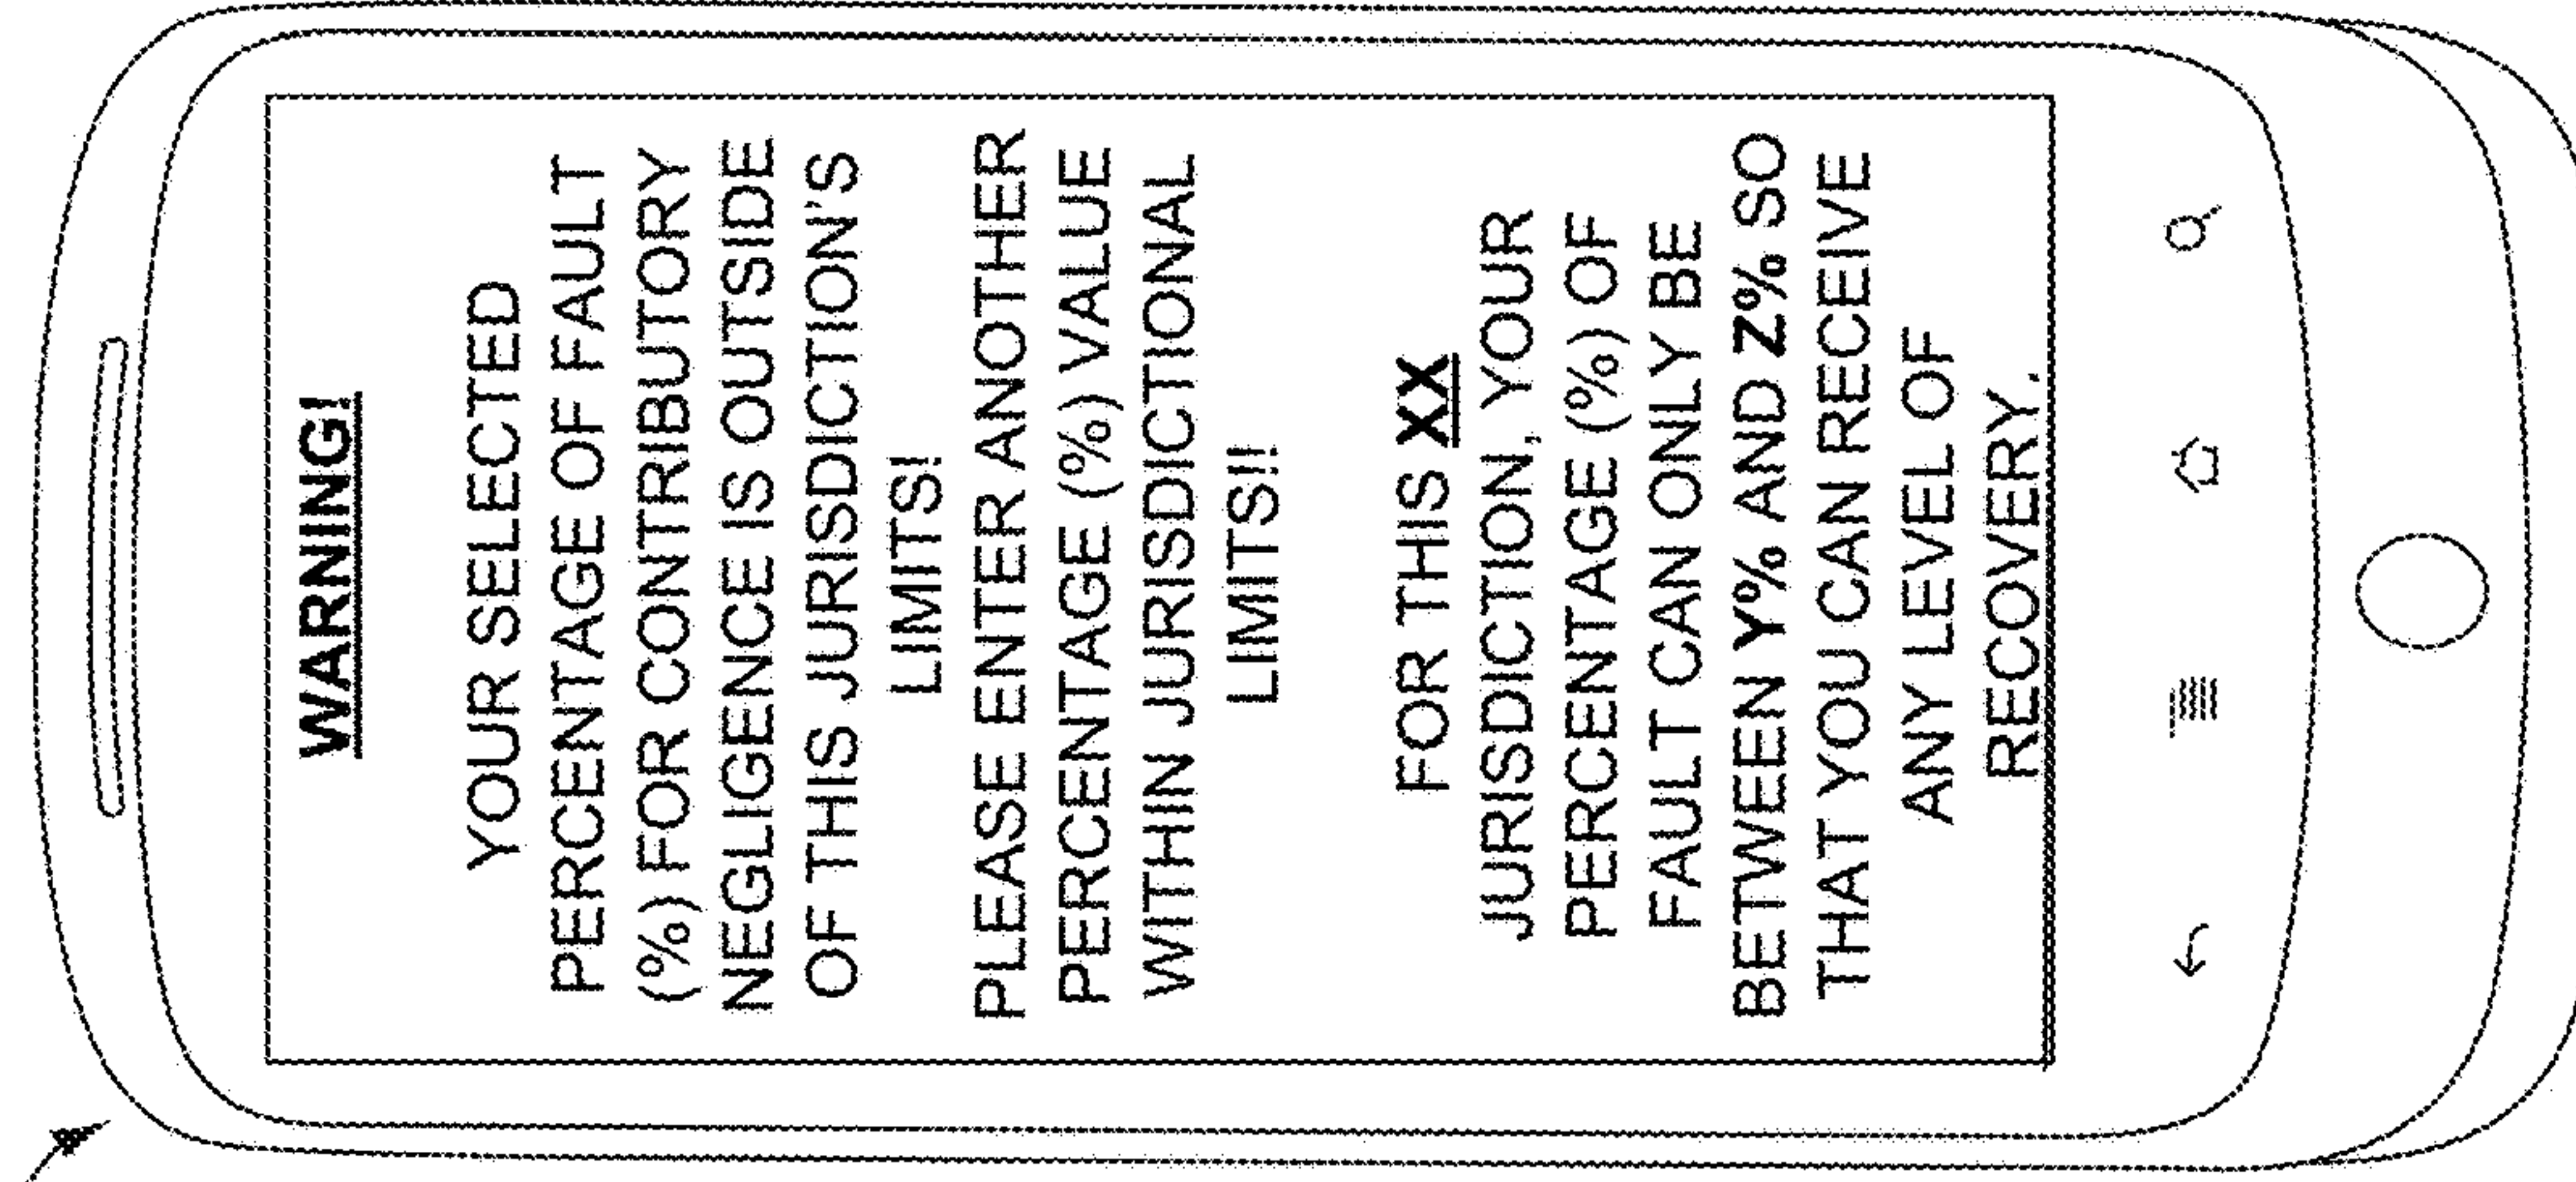 WARNING!
YOUR SELECTED
PERCENTAGE OF FAULT
(%) FOR CONTRIBUTORY
NEGLIGENCE IS OUTSIDE
OF THIS JURISDICTION'S
LIMITS!
PLEASE ENTER ANOTHER
PERCENTAGE (%) VALUE
WITHIN JURISDICTIONAL
LIMITS!!
FOR THIS XX
JURISDICTION, YOUR
PERCENTAGE (%) OF
FAULT CAN ONLY BE
BETWEEN Y% AND Z% SO
THAT YOU CAN RECEIVE
ANY LEVEL OF
RECOVERY.